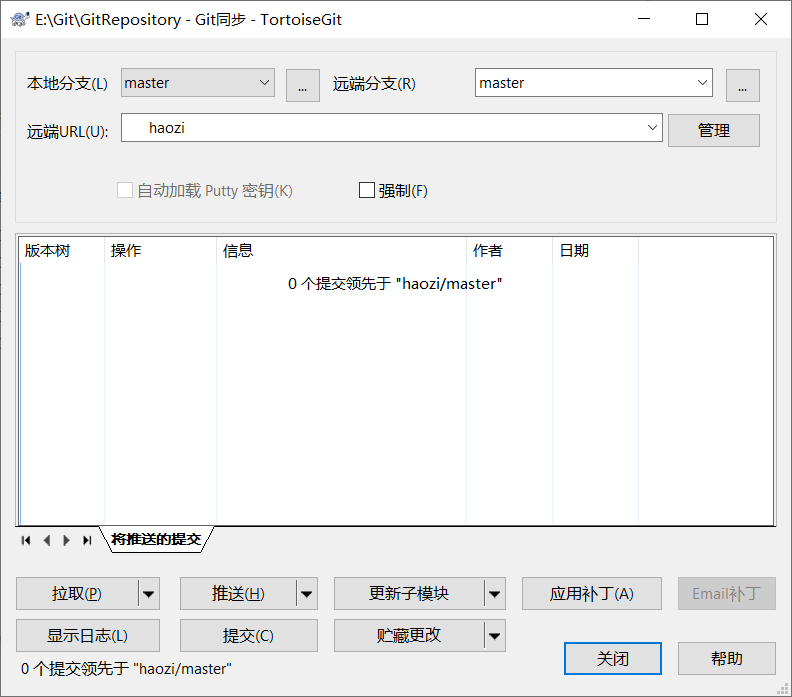 E:\Git\GitRepository - Git同步 - TortoiseGit
本地分支(L) master ... 远端分支(R) master ...
远端URL(U): haozi 管理
自动加载 Putty 密钥(K) 强制(F)
版本树 操作 信息 作者 日期
0 个提交领先于 "haozi/master"
将推送的提交
拉取(P) 推送(H) 更新子模块 应用补丁(A) Email补丁
显示日志(L) 提交(C) 贮藏更改 关闭 帮助
0 个提交领先于 "haozi/master"